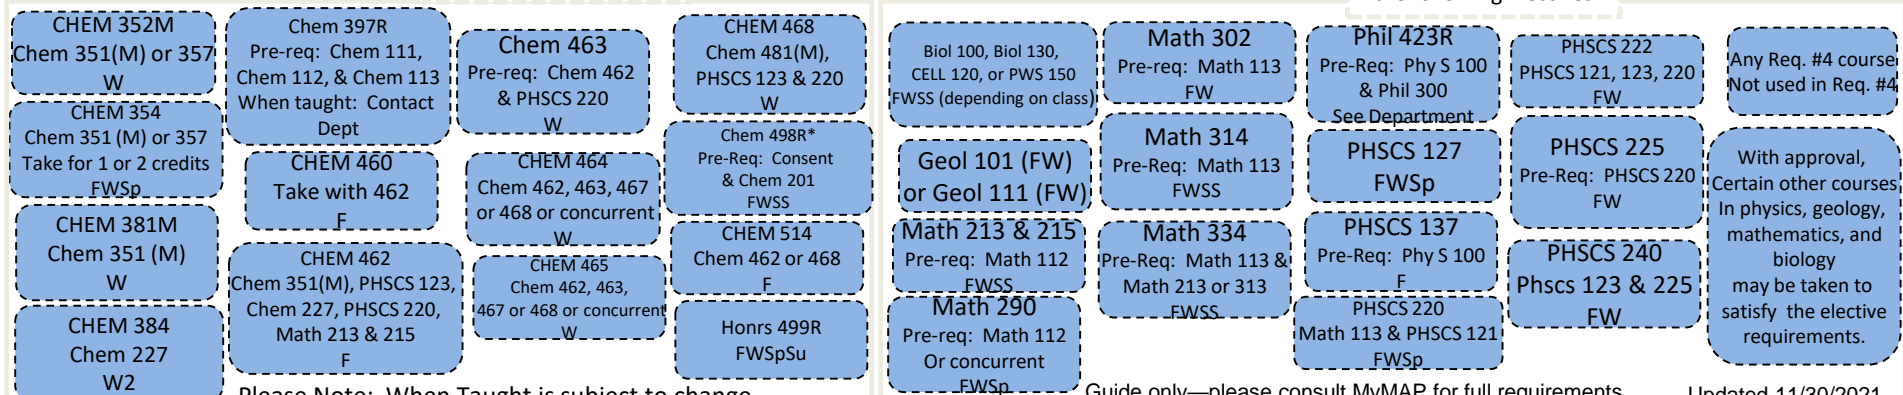 CHEM 352M
Chem 351(M) or 357
W
CHEM 354
Chem 351 (M) or 357
Take for 1 or 2 credits
FWSp
CHEM 381M
Chem 351 (M)
W
CHEM 384
Chem 227
W2
Chem 397R
Pre-req: Chem 111,
Chem 112, & Chem 113
When taught: Contact
Dept
CHEM 460
Take with 462
F
CHEM 462
Chem 351(M), PHSCS 123,
Chem 227, PHSCS 220,
Math 213 & 215
F
Chem 463
Pre-req: Chem 462
& PHSCS 220
W
CHEM 464
Chem 462, 463, 467
or 468 or concurrent
W
CHEM 465
Chem 462, 463,
467 or 468 or concurrent
W
CHEM 468
Chem 481(M),
PHSCS 123 & 220
W
Chem 498R*
Pre-Req: Consent
& Chem 201
FWSS
CHEM 514
Chem 462 or 468
F
Honrs 499R
FWSpSu
Please Note: When Taught is subject to change
Biol 100, Biol 130,
CELL 120, or PWS 150
FWSS (depending on class)
Geol 101 (FW)
or Geol 111 (FW)
Math 213 & 215
Pre-req: Math 112
FWSS
Math 290
Pre-req: Math 112
Or concurrent
FWSp
Math 302
Pre-req: Math 113
FW
Math 314
Pre-Req: Math 113
FWSS
Math 334
Pre-Req: Math 113 &
Math 213 or 313
FWSS
Phil 423R
Pre-Req: Phy S 100
& Phil 300
See Department
PHSCS 127
FWSp
PHSCS 137
Pre-Req: Phy S 100
F
PHSCS 220
Math 113 & PHSCS 121
FWSp
PHSCS 222
PHSCS 121, 123, 220
FW
PHSCS 225
Pre-Req: PHSCS 220
FW
PHSCS 240
Phscs 123 & 225
FW
Any Req. #4 course
Not used in Req. #4
With approval,
Certain other courses
In physics, geology,
mathematics, and
biology
may be taken to
satisfy the elective
requirements.
Guide only—please consult MyMAP for full requirements
Updated 11/30/2021